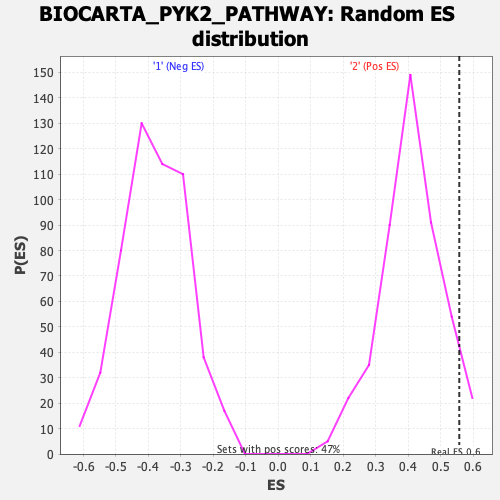 BIOCARTA_PYK2_PATHWAY: Random ES
distribution
'1' (Neg ES)
'2' (Pos ES)
150
140
130
120
110
100
90
80
70
60
50
40
30
20
10
0
P(ES)
Sets with pos scores: 47%
Real ES 0.6
-0.6 -0.5 -0.4 -0.3 -0.2 -0.1 0.0 0.1 0.2 0.3 0.4 0.5 0.6
ES